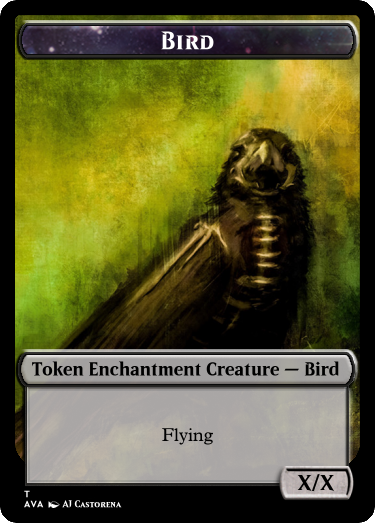 Bird
Token Enchantment Creature — Bird
Flying
X/X
T
AVA AJ Castorena